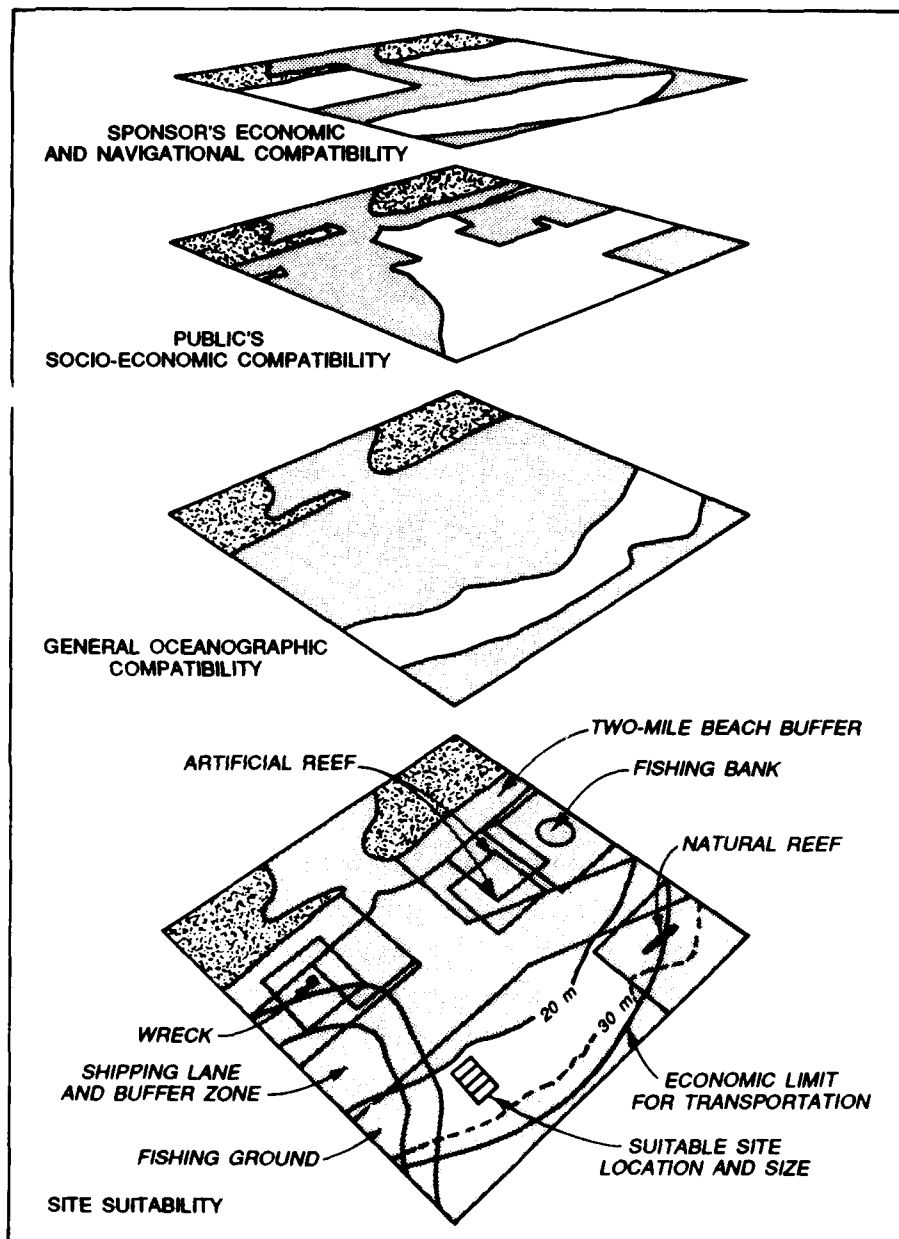 SPONSOR'S ECONOMIC
AND NAVIGATIONAL COMPATIBILITY
PUBLIC'S
SOCIO-ECONOMIC COMPATIBILITY
GENERAL OCEANOGRAPHIC
COMPATIBILITY
TWO-MILE BEACH BUFFER
ARTIFICIAL REEF
FISHING BANK
NATURAL REEF
20 m
30 m
WRECK
SHIPPING LANE
AND BUFFER ZONE
ECONOMIC LIMIT
FOR TRANSPORTATION
FISHING GROUND
SUITABLE SITE
LOCATION AND SIZE
SITE SUITABILITY